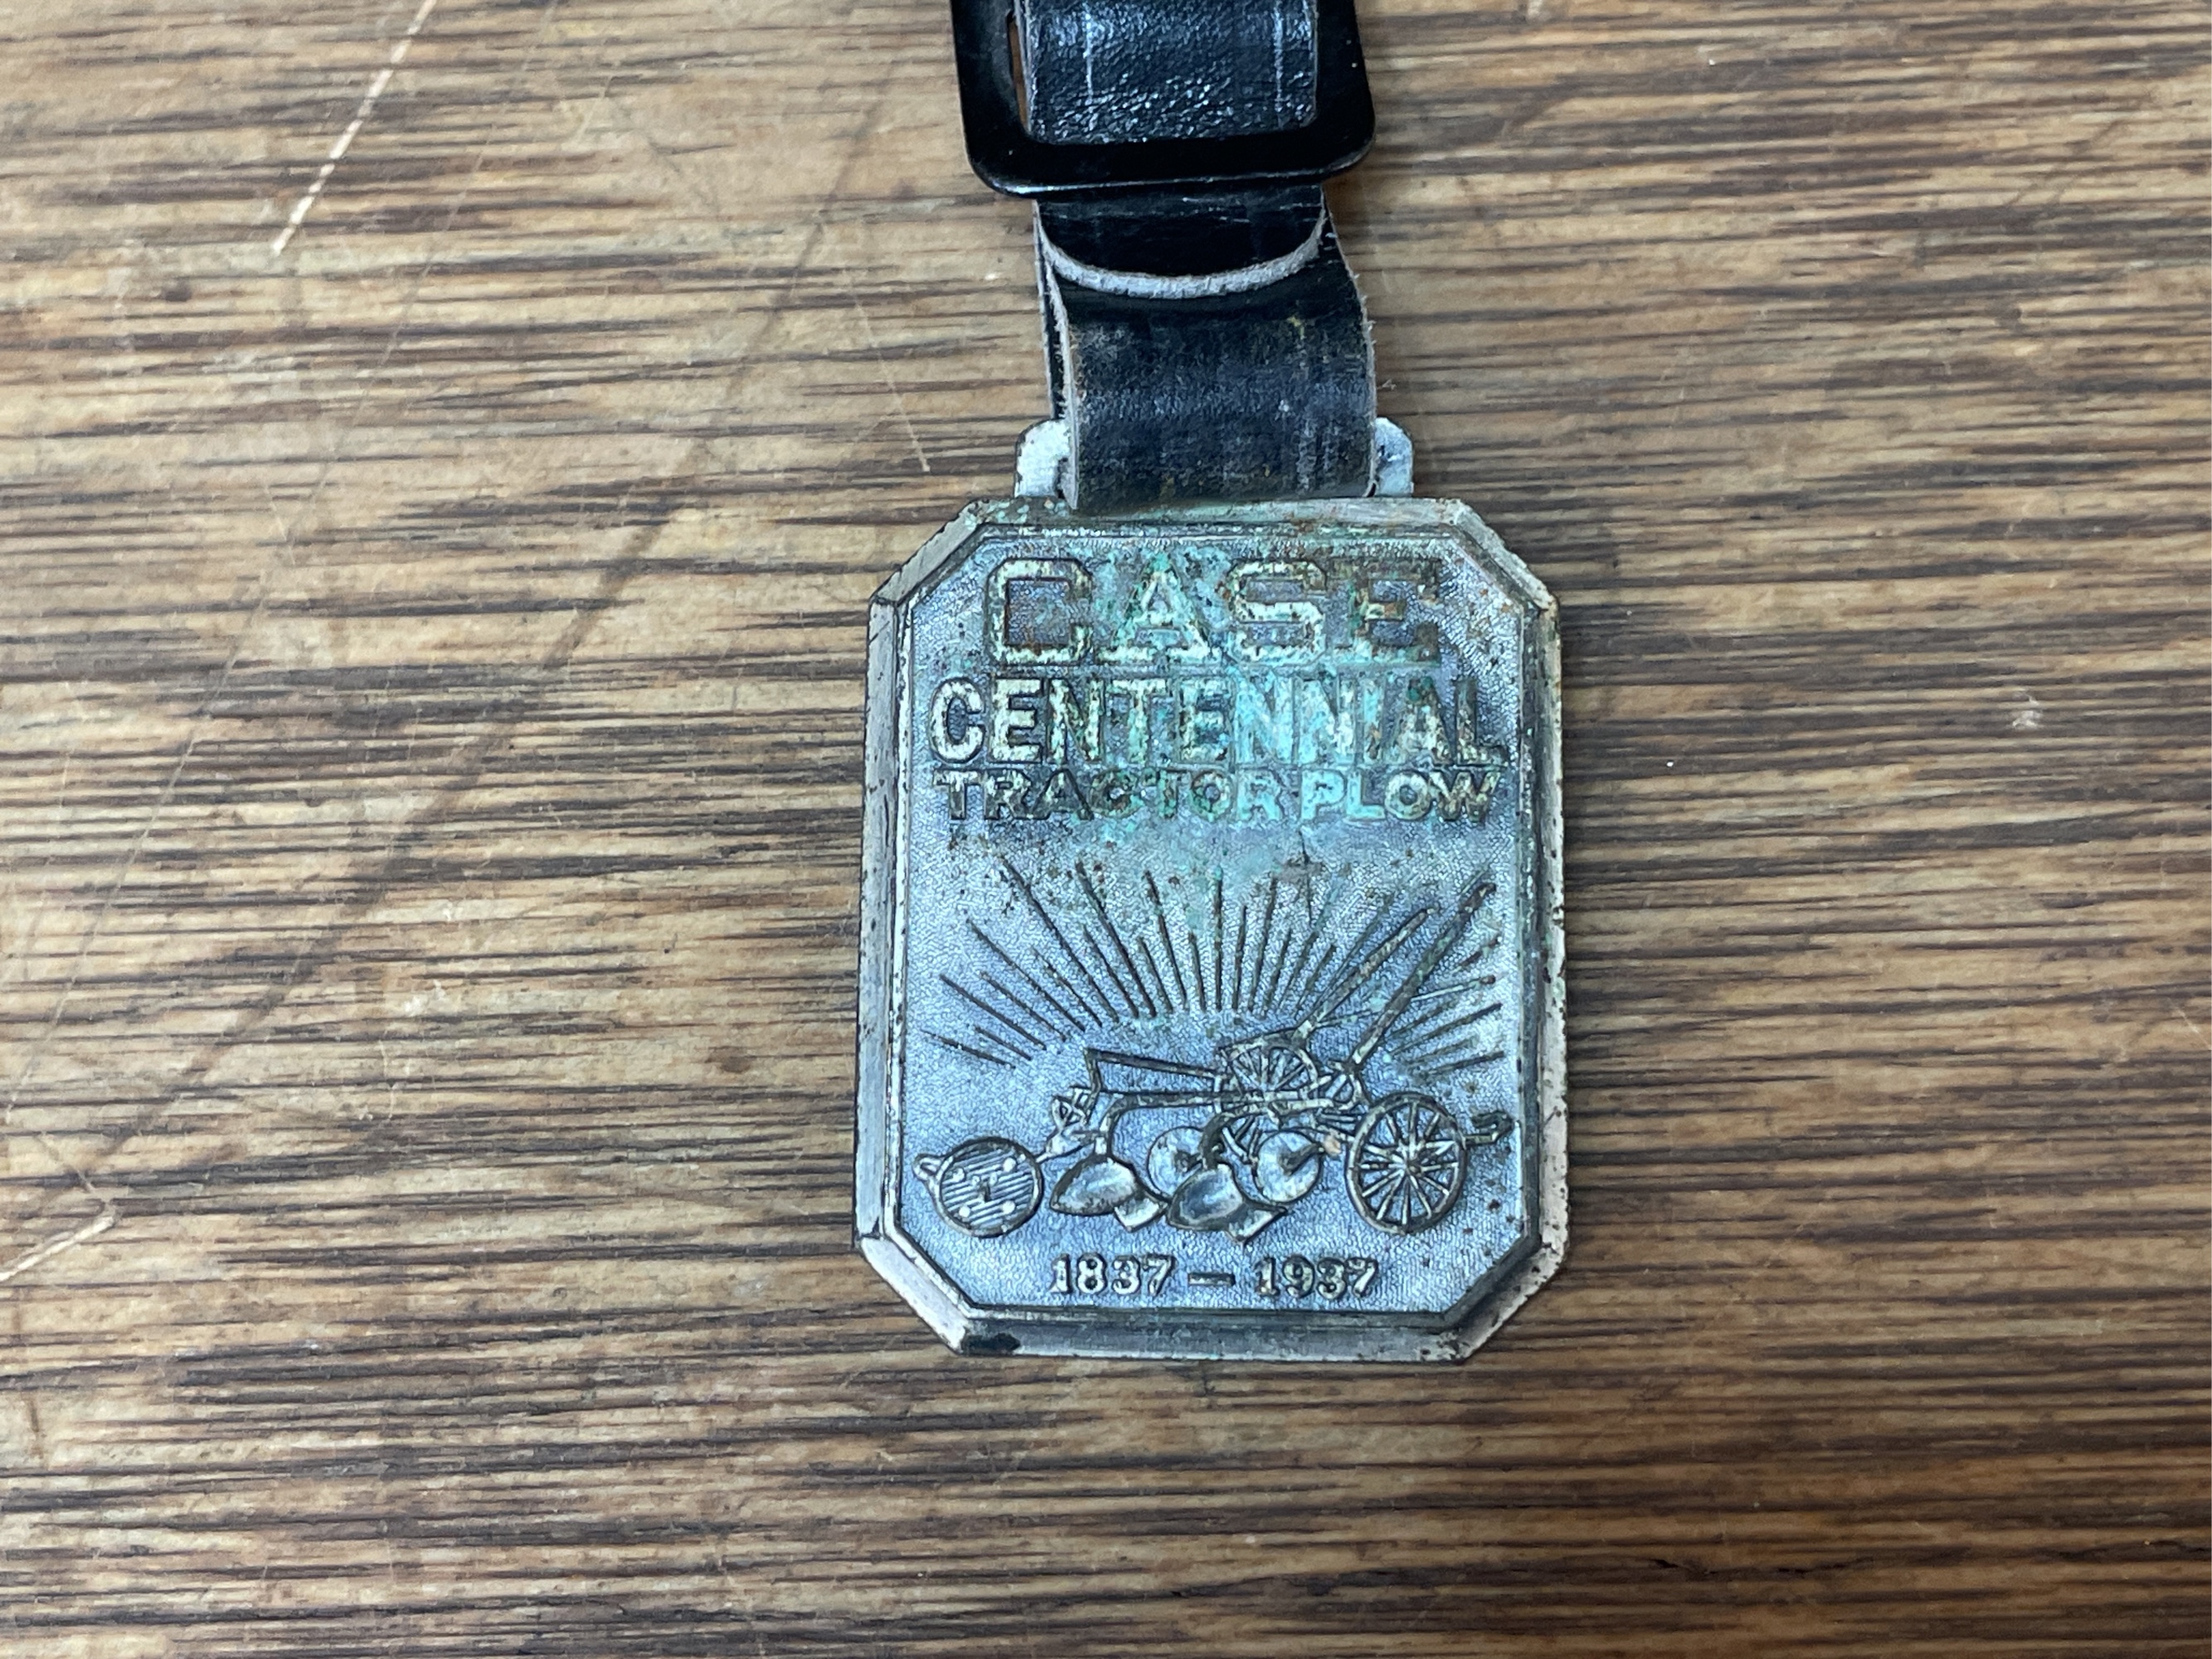 CASE
CENTENNIAL
TRACTOR PLOW
1837 — 1937